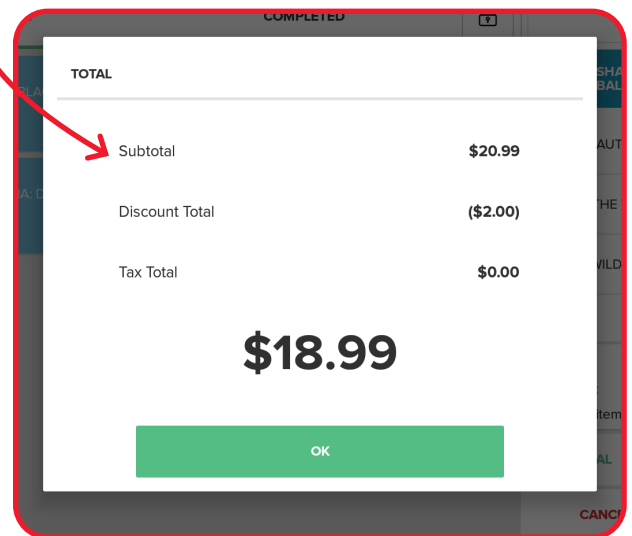 COMPLETED
TOTAL
Subtotal $20.99
Discount Total ($2.00)
Tax Total $0.00
$18.99
OK